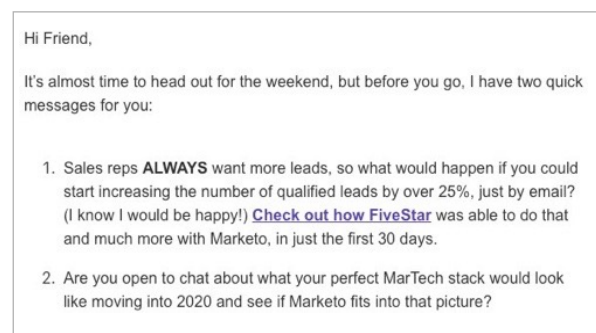 Hi Friend,
It's almost time to head out for the weekend, but before you go, I have two quick
messages for you:
1. Sales reps ALWAYS want more leads, so what would happen if you could
start increasing the number of qualified leads by over 25%, just by email?
(I know I would be happy!) Check out how FiveStar was able to do that
and much more with Marketo, in just the first 30 days.
2. Are you open to chat about what your perfect MarTech stack would look
like moving into 2020 and see if Marketo fits into that picture?